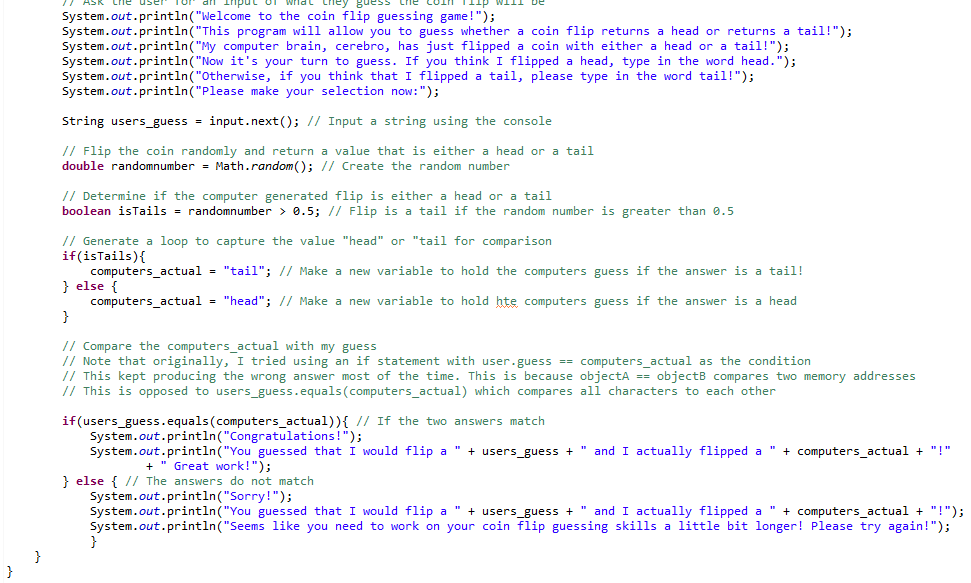 // Ask the user for an input of what they guess the coin flip will be
System.out.println("Welcome to the coin flip guessing game!");
System.out.println("This program will allow you to guess whether a coin flip returns a head or returns a tail!");
System.out.println("My computer brain, cerebro, has just flipped a coin with either a head or a tail!");
System.out.println("Now it's your turn to guess. If you think I flipped a head, type in the word head.");
System.out.println("Otherwise, if you think that I flipped a tail, please type in the word tail!");
System.out.println("Please make your selection now:");
String users_guess = input.next(); // Input a string using the console
// Flip the coin randomly and return a value that is either a head or a tail
double randomnumber = Math.random(); // Create the random number
// Determine if the computer generated flip is either a head or a tail
boolean isTails = randomnumber > 0.5; // Flip is a tail if the random number is greater than 0.5
// Generate a loop to capture the value "head" or "tail for comparison
if(isTails){
computers_actual = "tail"; // Make a new variable to hold the computers guess if the answer is a tail!
} else {
computers_actual = "head"; // Make a new variable to hold hte computers guess if the answer is a head
}
// Compare the computers_actual with my guess
// Note that originally, I tried using an if statement with user.guess == computers_actual as the condition
// This kept producing the wrong answer most of the time. This is because objectA == objectB compares two memory addresses
// This is opposed to users_guess.equals(computers_actual) which compares all characters to each other
if(users_guess.equals(computers_actual)){ // If the two answers match
System.out.println("Congratulations!");
System.out.println("You guessed that I would flip a " + users_guess + " and I actually flipped a " + computers_actual + "!"
+ " Great work!");
} else { // The answers do not match
System.out.println("Sorry!");
System.out.println("You guessed that I would flip a " + users_guess + " and I actually flipped a " + computers_actual + "!");
System.out.println("Seems like you need to work on your coin flip guessing skills a little bit longer! Please try again!");
}
}
}